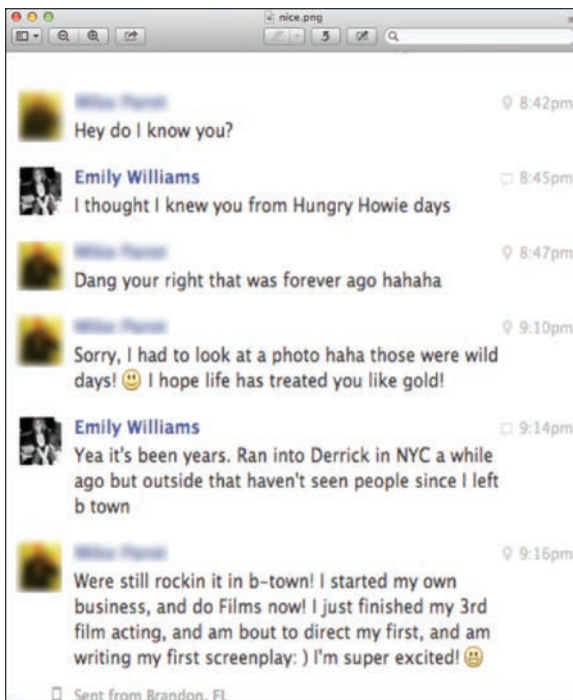 nice.png
8:42pm
Hey do I know you?
Emily Williams 8:45pm
I thought I knew you from Hungry Howie days
8:47pm
Dang your right that was forever ago hahaha
9:10pm
Sorry, I had to look at a photo haha those were wild
days! I hope life has treated you like gold!
Emily Williams 9:14pm
Yea it's been years. Ran into Derrick in NYC a while
ago but outside that haven't seen people since I left
b town
9:16pm
Were still rockin it in b-town! I started my own
business, and do Films now! I just finished my 3rd
film acting, and am bout to direct my first, and am
writing my first screenplay: ) I'm super excited!
Sent from Brandon, FL